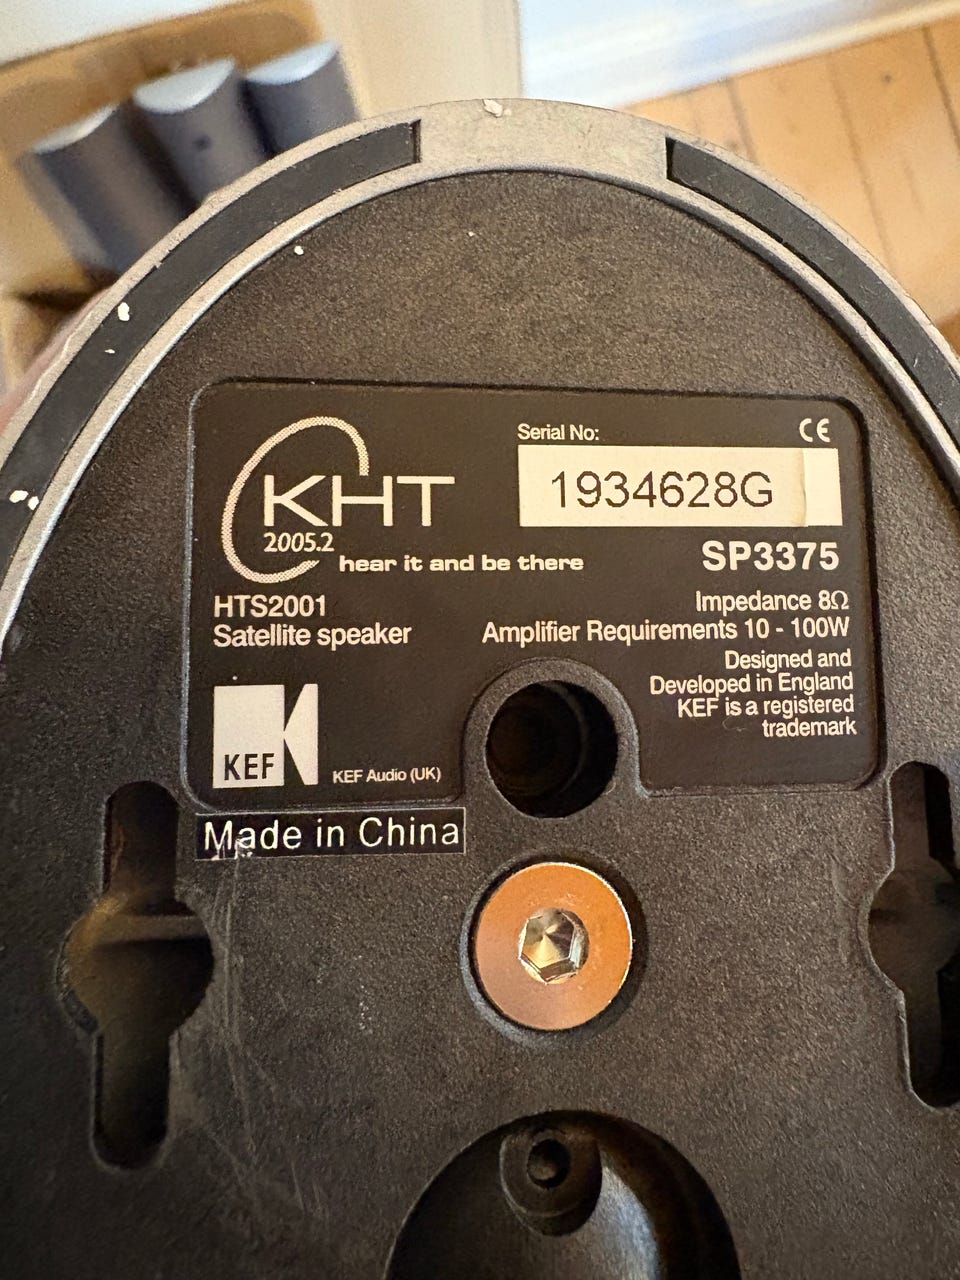 KHT
2005.2
hear it and be there
HTS2001
Satellite speaker
KEF
KEF Audio (UK)
Serial No:
CE
1934628G
SP3375
Impedance 8Ω
Amplifier Requirements 10 - 100W
Designed and
Developed in England
KEF is a registered
trademark
Made in China